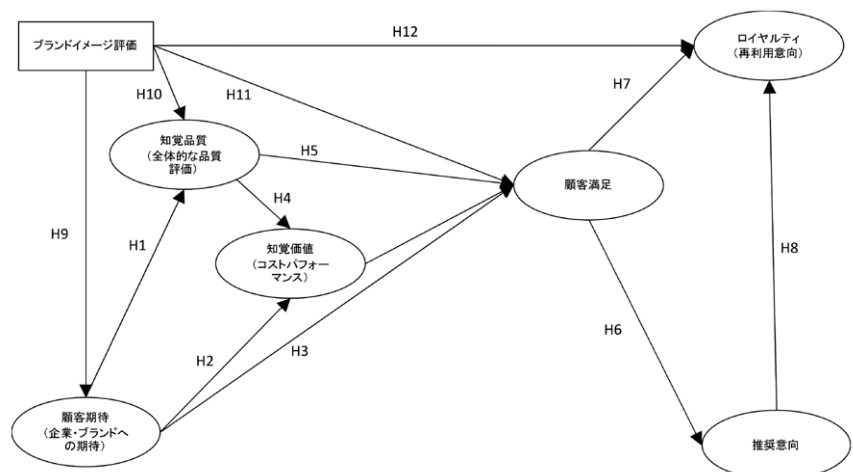 ブランドイメージ評価
H12
ロイヤルティ
（再利用意向）
H7
H10
H11
知覚品質
（全体的な品質
評価）
H5
顧客満足
H4
H9
H1
知覚価値
（コストパフォー
マンス）
H8
H2
H3
H6
顧客期待
（企業・ブランドへ
の期待）
推奨意向